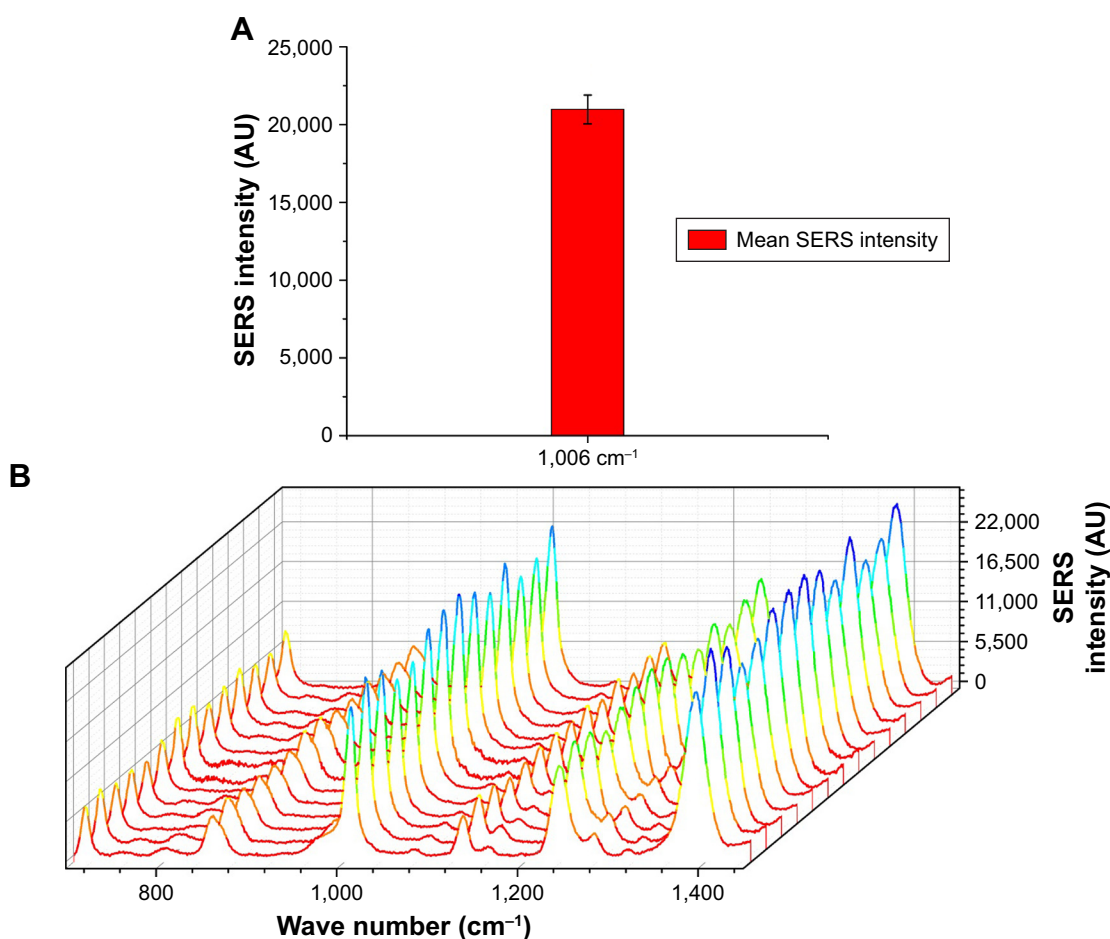 A
25,000
20,000
15,000
10,000
5,000
0
SERS intensity (AU)
Mean SERS intensity
1,006 cm⁻¹
B
22,000
16,500
11,000
5,500
0
SERS
intensity (AU)
800
1,000
1,200
1,400
Wave number (cm⁻¹)